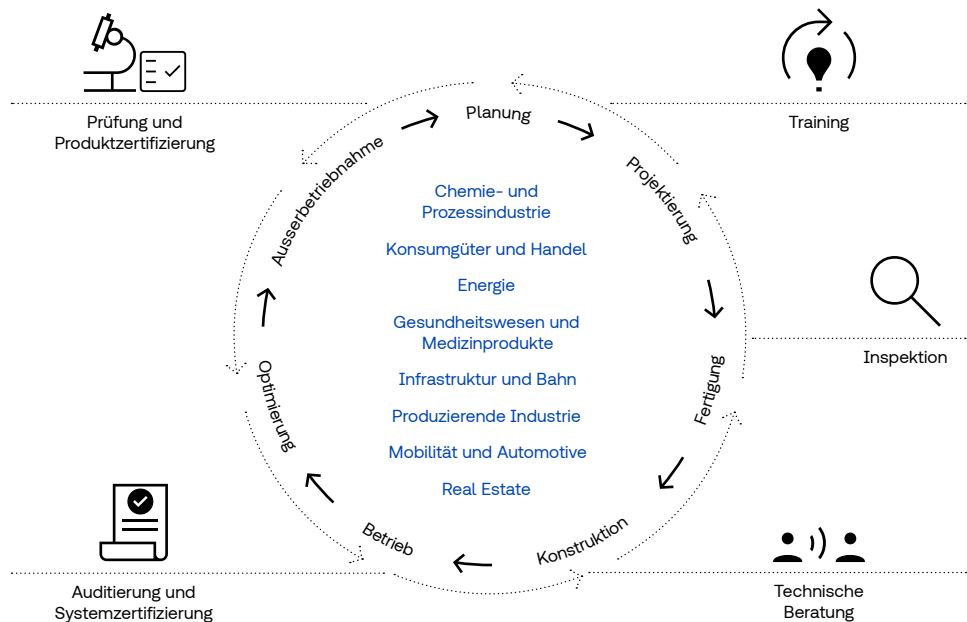 Prüfung und
Produktzertifizierung
Training
Planung
Projektierung
Ausserbetriebnahme
Chemie- und
Prozessindustrie
Konsumgüter und Handel
Energie
Gesundheitswesen und
Medizinprodukte
Infrastruktur und Bahn
Produzierende Industrie
Mobilität und Automotive
Real Estate
Inspektion
Fertigung
Optimierung
Konstruktion
Betrieb
Auditierung und
Systemzertifizierung
Technische
Beratung